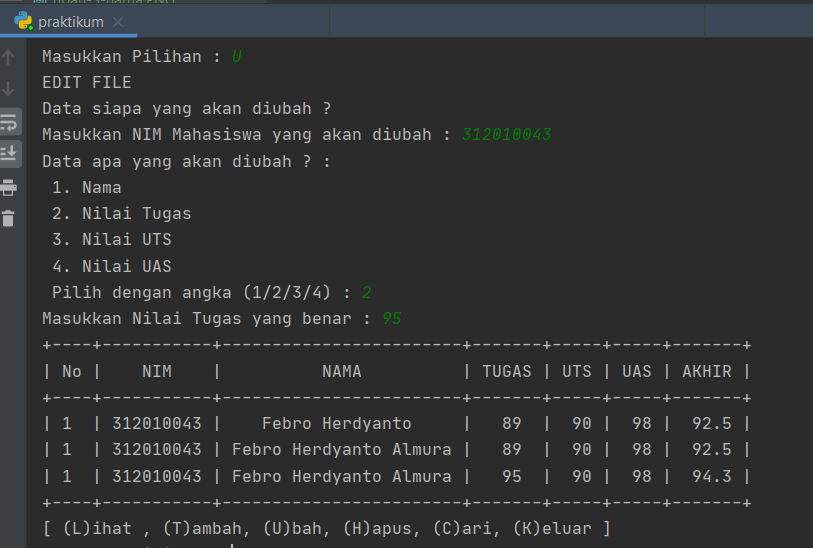 praktikum
Masukkan Pilihan : U
EDIT FILE
Data siapa yang akan diubah ?
Masukkan NIM Mahasiswa yang akan diubah : 312010043
Data apa yang akan diubah ? :
1. Nama
2. Nilai Tugas
3. Nilai UTS
4. Nilai UAS
Pilih dengan angka (1/2/3/4) : 2
Masukkan Nilai Tugas yang benar : 95
+----+-----------+------------------------+-------+-----+-----+-------+
| No |    NIM    |          NAMA          | TUGAS | UTS | UAS | AKHIR |
+----+-----------+------------------------+-------+-----+-----+-------+
| 1  | 312010043 |    Febro Herdyanto     |   89  |  90 |  98 |  92.5 |
| 1  | 312010043 | Febro Herdyanto Almura |   89  |  90 |  98 |  92.5 |
| 1  | 312010043 | Febro Herdyanto Almura |   95  |  90 |  98 |  94.3 |
+----+-----------+------------------------+-------+-----+-----+-------+
[ (L)ihat , (T)ambah, (U)bah, (H)apus, (C)ari, (K)eluar ]